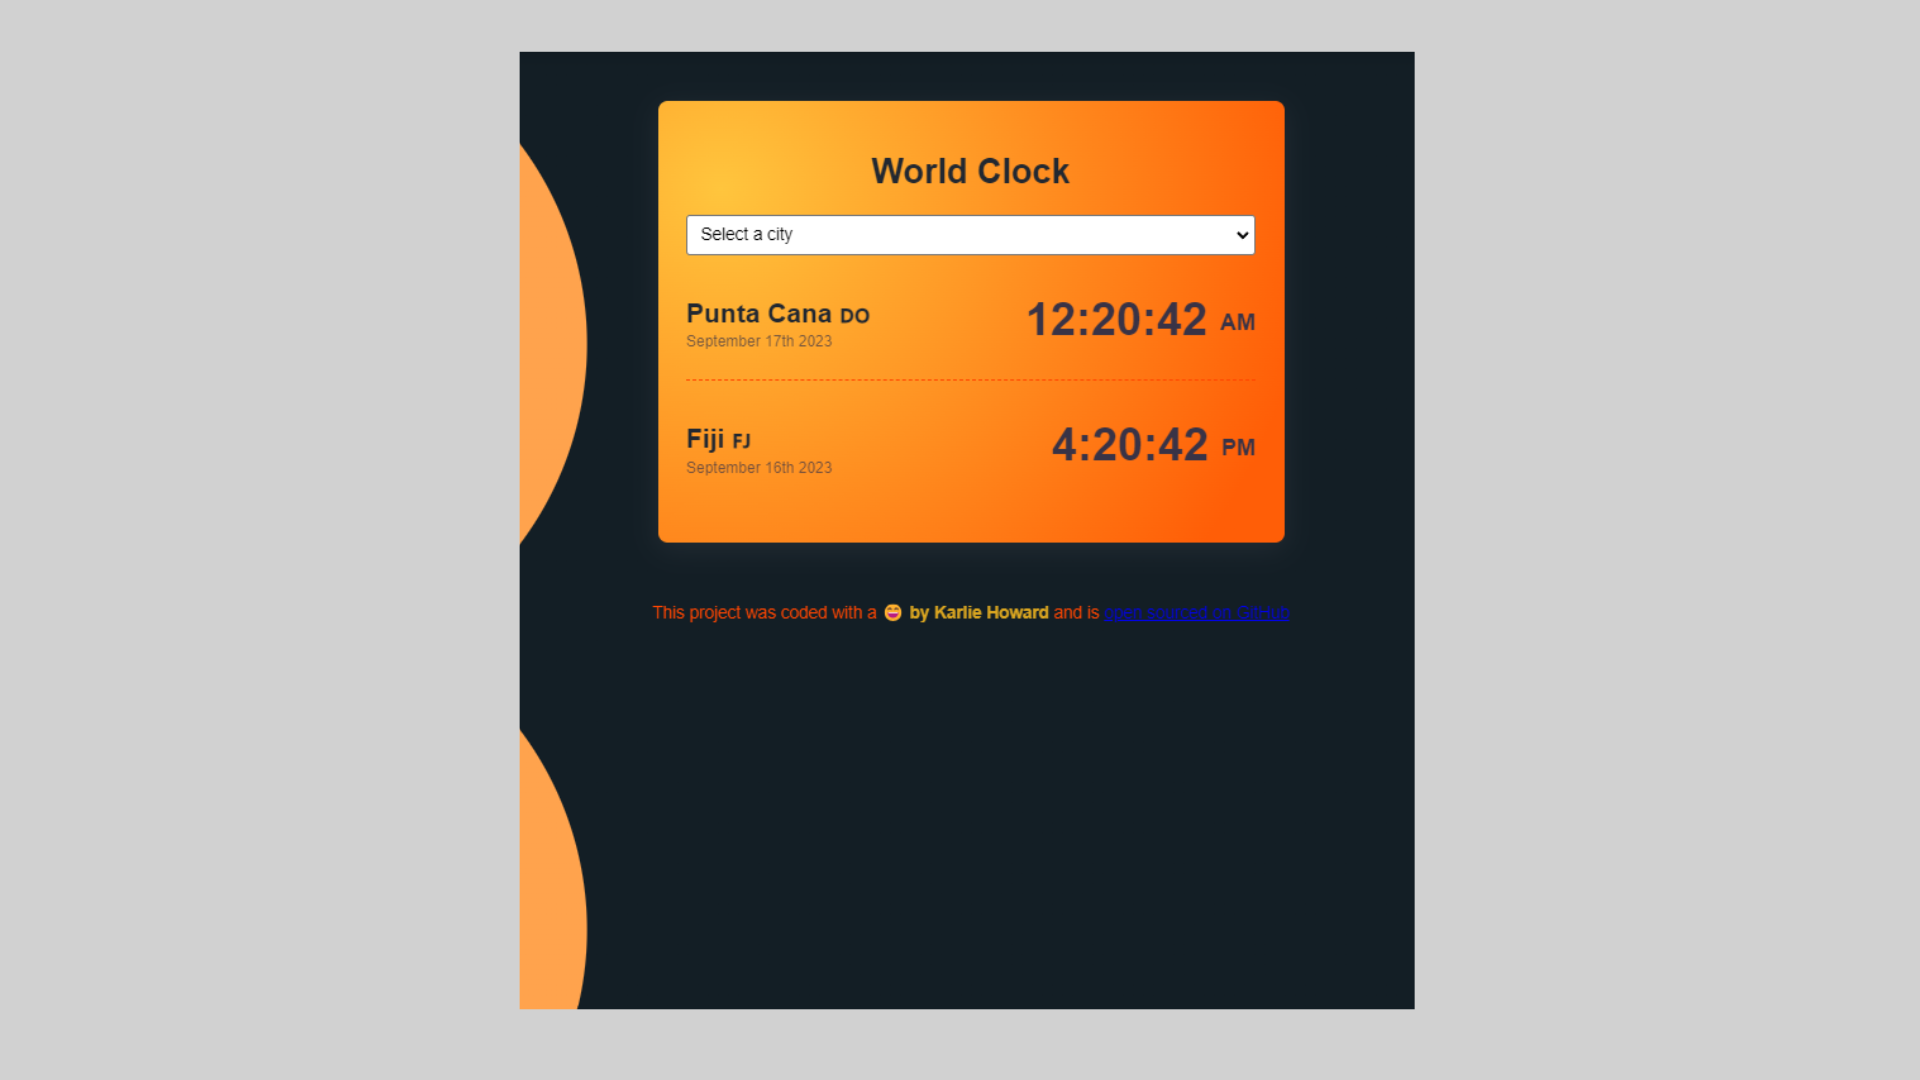 World Clock
Select a city
Punta Cana DO
12:20:42 AM
September 17th 2023
Fiji FJ
4:20:42 PM
September 16th 2023
This project was coded with a 😄 by Karlie Howard and is open sourced on GitHub